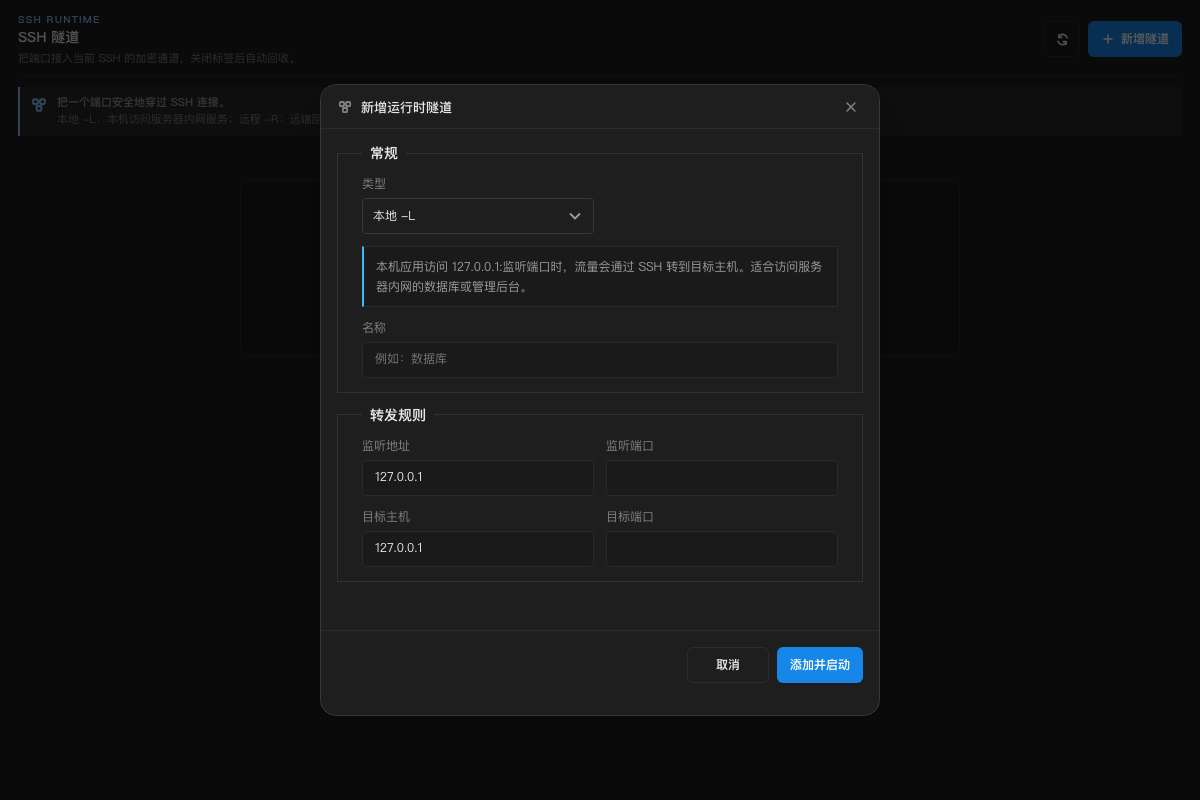 SSH RUNTIME
SSH 隧道
把端口接入当前 SSH 的加密通道，关闭标签后自动回收。
新增隧道
把一个端口安全地穿过 SSH 连接。
本地 -L：本机访问服务器内网服务；远程 -R：远端回
新增运行时隧道
常规
类型
本地 -L
本机应用访问 127.0.0.1:监听端口时，流量会通过 SSH 转到目标主机。适合访问服务
器内网的数据库或管理后台。
名称
例如：数据库
转发规则
监听地址
监听端口
127.0.0.1
目标主机
目标端口
127.0.0.1
取消
添加并启动